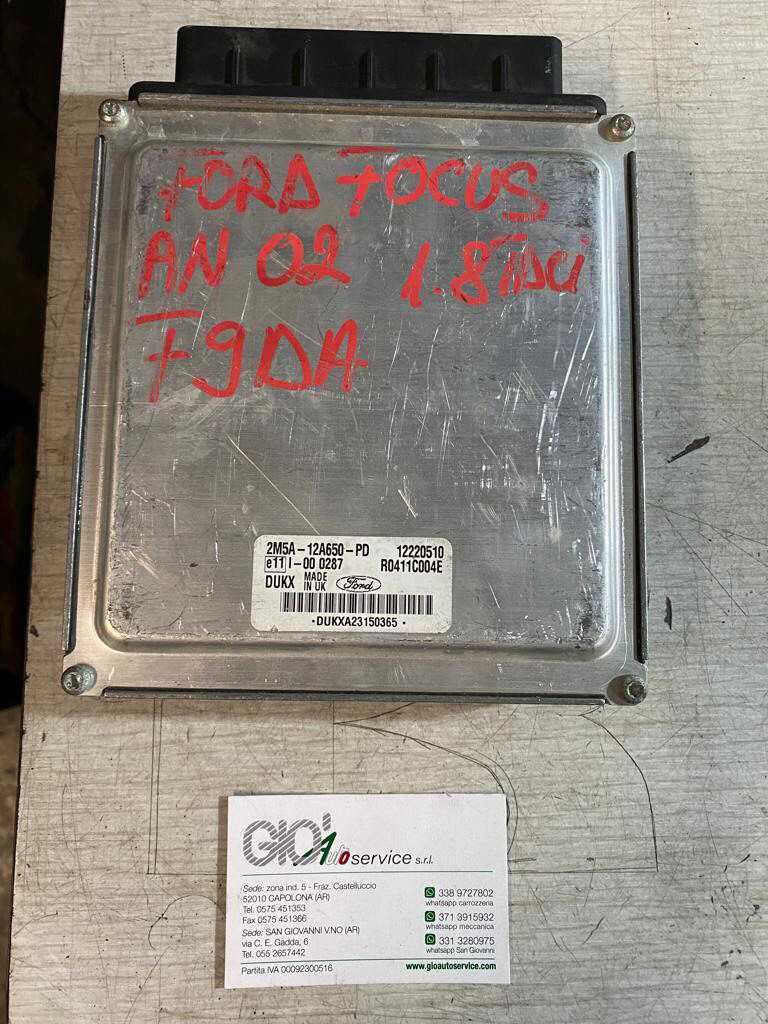 FORD FOCUS
AN 02 1.8 TDCI
F9DA
2M5A-12A650-PD 12220510
e11 I-00 0287 R0411C004E
DUKX MADE IN UK Ford
·DUKXA23150365·
GIO' Autoservice s.r.l.
Sede: zona ind. 5 - Fraz. Castelluccio
52010 CAPOLONA (AR)
Tel. 0575 451353
Fax 0575 451366
Sede: SAN GIOVANNI V.NO (AR)
via C. E. Gadda, 6
Tel. 055 2657442
Partita IVA 00092300516
338 9727802
whatsapp carrozzeria
371 3915932
whatsapp meccanica
331 3280975
whatsapp San Giovanni
www.gioautoservice.com